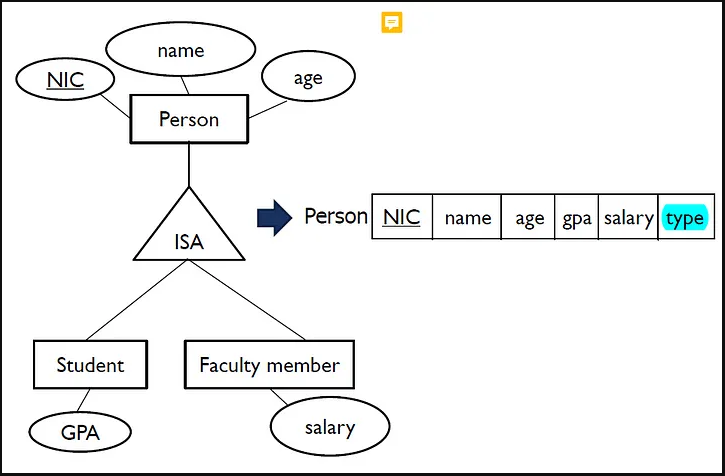 name
NIC
age
Person
ISA
Person NIC name age gpa salary type
Student
Faculty member
GPA
salary